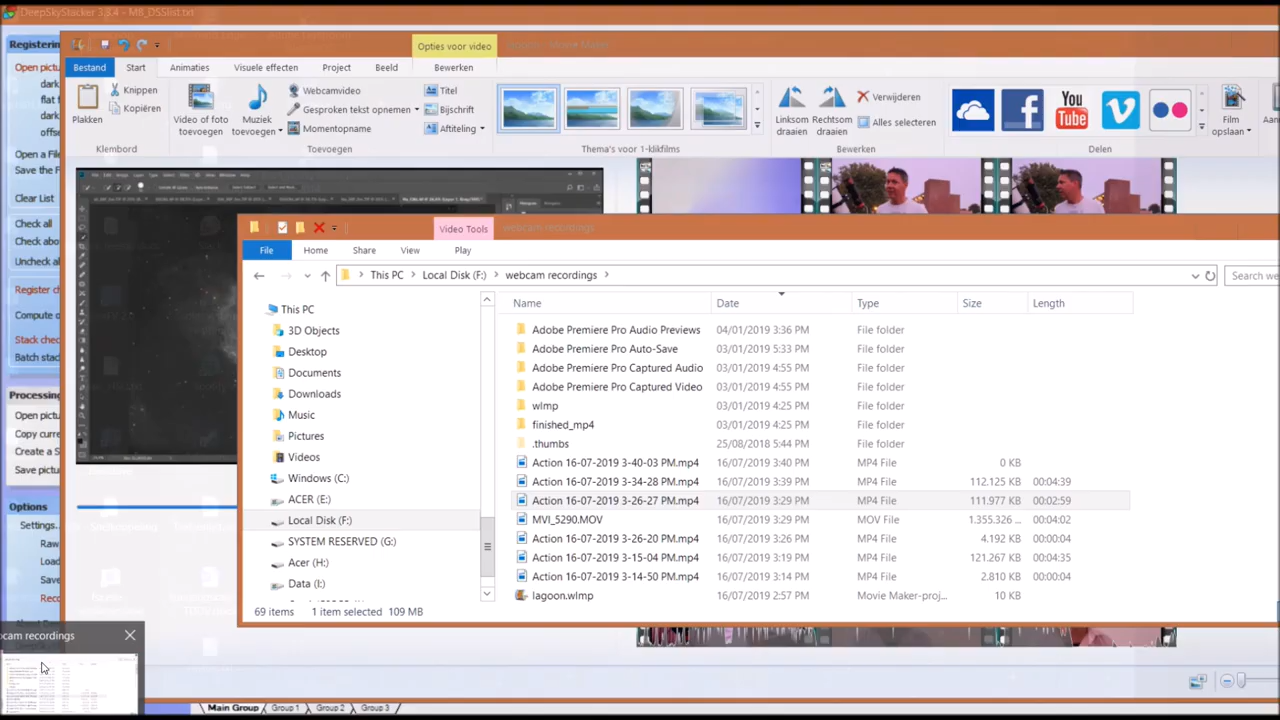 DeepSkyStacker 3.3.4 - M8_DSSlist.txt
Registering
Open pictu
dark
flat f
dark
offse
Open a File
Save the F
Clear List
Check all
Check abo
Uncheck all
Register ch
Compute o
Stack chec
Batch stac
Processing
Open pictu
Copy curre
Create a S
Save pictu
Options
Settings...
Raw
Load
Save
Reco
Opties voor video
Movie Maker
Bestand
Start
Animaties
Visuele effecten
Project
Beeld
Bewerken
Plakken
Knippen
Kopiëren
Klembord
Video of foto
toevoegen
Muziek
toevoegen
Webcamvideo
Gesproken tekst opnemen
Momentopname
Titel
Bijschrift
Aftiteling
Toevoegen
Thema's voor 1-klikfilms
Linksom
draaien
Rechtsom
draaien
Verwijderen
Alles selecteren
Bewerken
You
Tube
Delen
Film
opslaan
Video Tools
webcam recordings
File
Home
Share
View
Play
This PC
Local Disk (F:)
webcam recordings
Search we
This PC
3D Objects
Desktop
Documents
Downloads
Music
Pictures
Videos
Windows (C:)
ACER (E:)
Local Disk (F:)
SYSTEM RESERVED (G:)
Acer (H:)
Data (I:)
Name Date Type Size Length
Adobe Premiere Pro Audio Previews 04/01/2019 3:36 PM File folder
Adobe Premiere Pro Auto-Save 03/01/2019 5:33 PM File folder
Adobe Premiere Pro Captured Audio 03/01/2019 4:55 PM File folder
Adobe Premiere Pro Captured Video 03/01/2019 4:55 PM File folder
wlmp 03/01/2019 4:25 PM File folder
finished_mp4 03/01/2019 4:25 PM File folder
.thumbs 25/08/2018 5:44 PM File folder
Action 16-07-2019 3-40-03 PM.mp4 16/07/2019 3:40 PM MP4 File 0 KB
Action 16-07-2019 3-34-28 PM.mp4 16/07/2019 3:39 PM MP4 File 112.125 KB 00:04:39
Action 16-07-2019 3-26-27 PM.mp4 16/07/2019 3:29 PM MP4 File 111.977 KB 00:02:59
MVI_5290.MOV 16/07/2019 3:29 PM MOV File 1.355.326 ... 00:04:02
Action 16-07-2019 3-26-20 PM.mp4 16/07/2019 3:26 PM MP4 File 4.192 KB 00:00:04
Action 16-07-2019 3-15-04 PM.mp4 16/07/2019 3:19 PM MP4 File 121.267 KB 00:04:35
Action 16-07-2019 3-14-50 PM.mp4 16/07/2019 3:14 PM MP4 File 2.810 KB 00:00:04
lagoon.wlmp 16/07/2019 2:57 PM Movie Maker-proj... 10 KB
69 items 1 item selected 109 MB
bcam recordings
Main Group Group 1 Group 2 Group 3